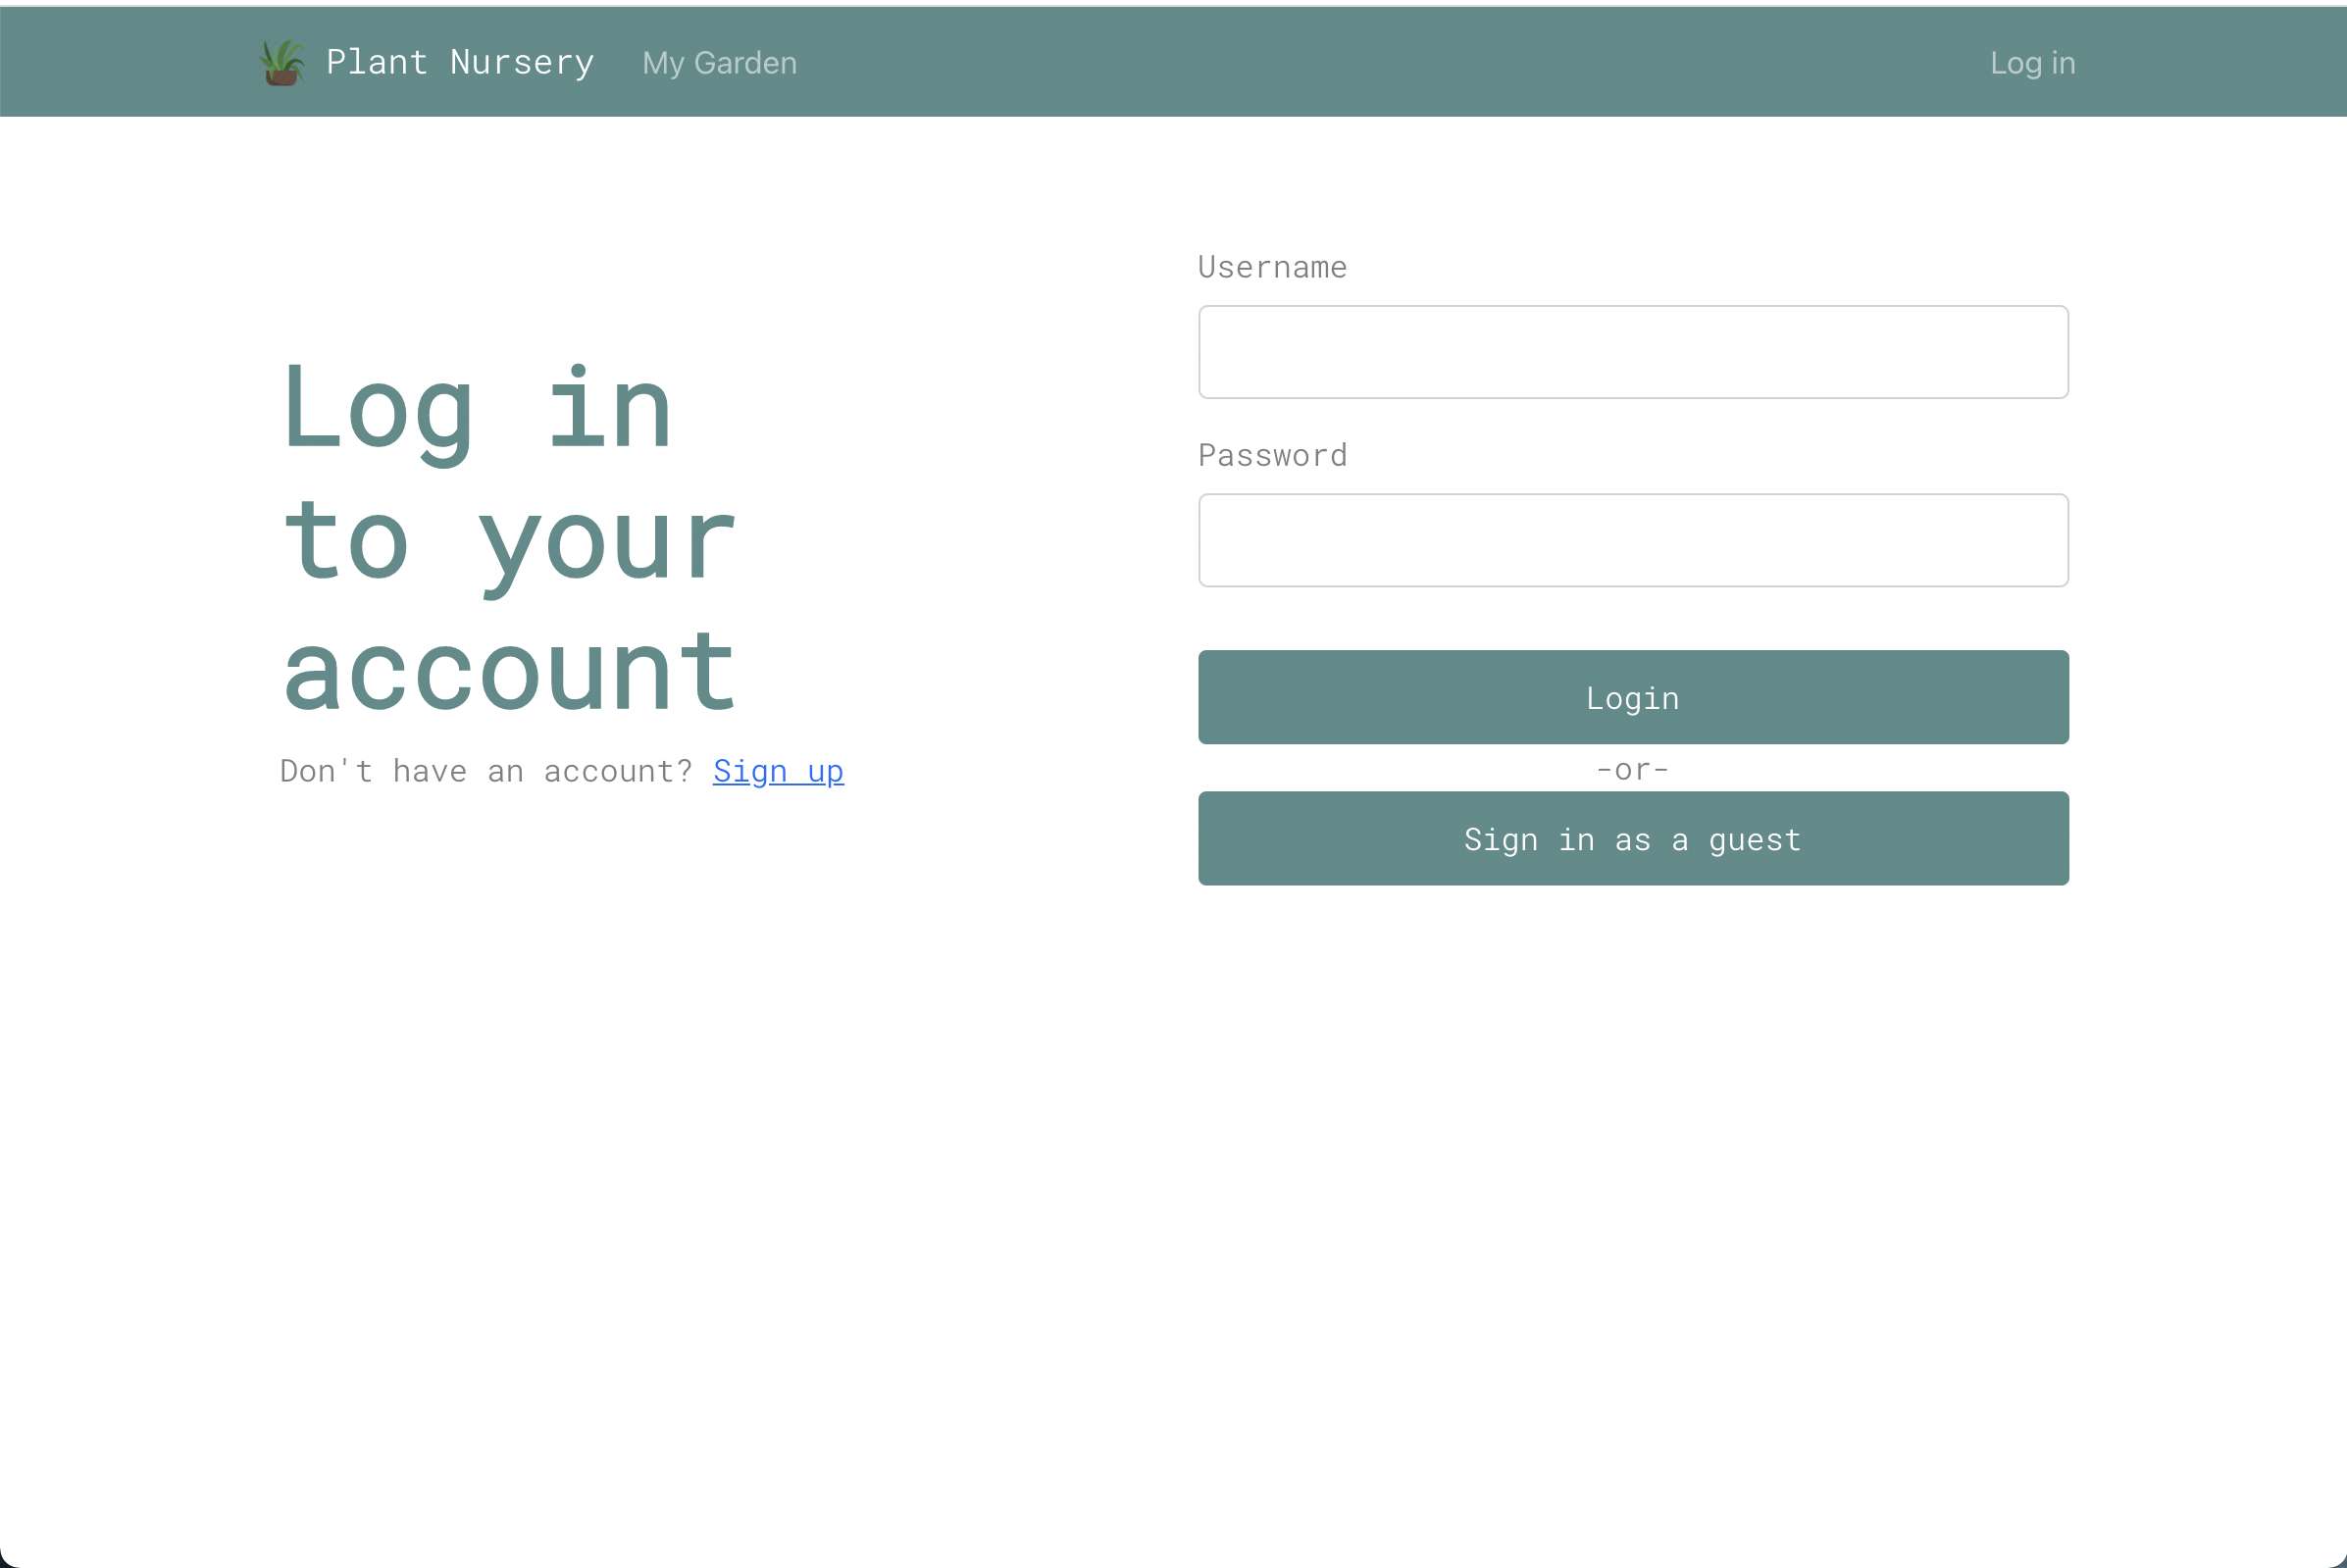 Plant Nursery My Garden Log in
Log in
to your
account
Don't have an account? Sign up
Username
Password
Login
-or-
Sign in as a guest